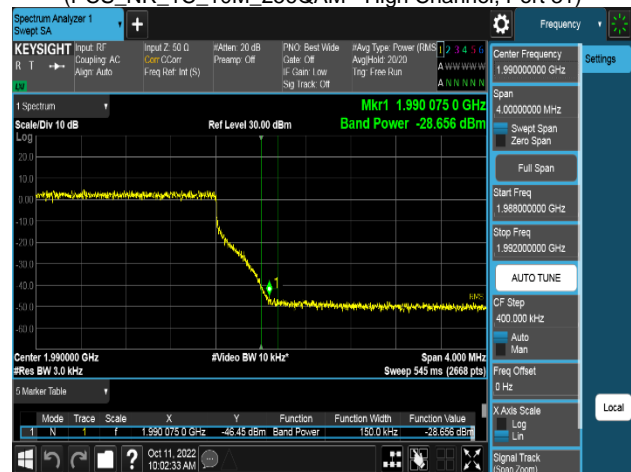 Spectrum Analyzer 1
Swept SA
Frequency
KEYSIGHT
R T
LW
Input: RF
Coupling: AC
Align: Auto
Input Z: 50 Ω
Corr CCorr
Freq Ref: Int (S)
#Atten: 20 dB
Preamp: Off
PNO: Best Wide
Gate: Off
IF Gain: Low
Sig Track: Off
#Avg Type: Power (RMS
Avg|Hold: 20/20
Trig: Free Run
1 2 3 4 5 6
A W W W W W
A N N N N N
1 Spectrum
Mkr1 1.990 075 0 GHz
Scale/Div 10 dB
Ref Level 30.00 dBm
Band Power -28.656 dBm
Log
20.0
10.0
0.00
-10.0
-20.0
-30.0
-40.0
-50.0
-60.0
1
RMS
Center 1.990000 GHz
#Video BW 10 kHz*
Span 4.000 MHz
#Res BW 3.0 kHz
Sweep 545 ms (2668 pts)
5 Marker Table
Mode Trace Scale X Y Function Function Width Function Value
1 N 1 f 1.990 075 0 GHz -46.45 dBm Band Power 150.0 kHz -28.656 dBm
Oct 11, 2022
10:02:33 AM
Center Frequency
1.990000000 GHz
Settings
Span
4.00000000 MHz
Swept Span
Zero Span
Full Span
Start Freq
1.988000000 GHz
Stop Freq
1.992000000 GHz
AUTO TUNE
CF Step
400.000 kHz
Auto
Man
Freq Offset
0 Hz
X Axis Scale
Log
Lin
Local
Signal Track
(Span Zoom)